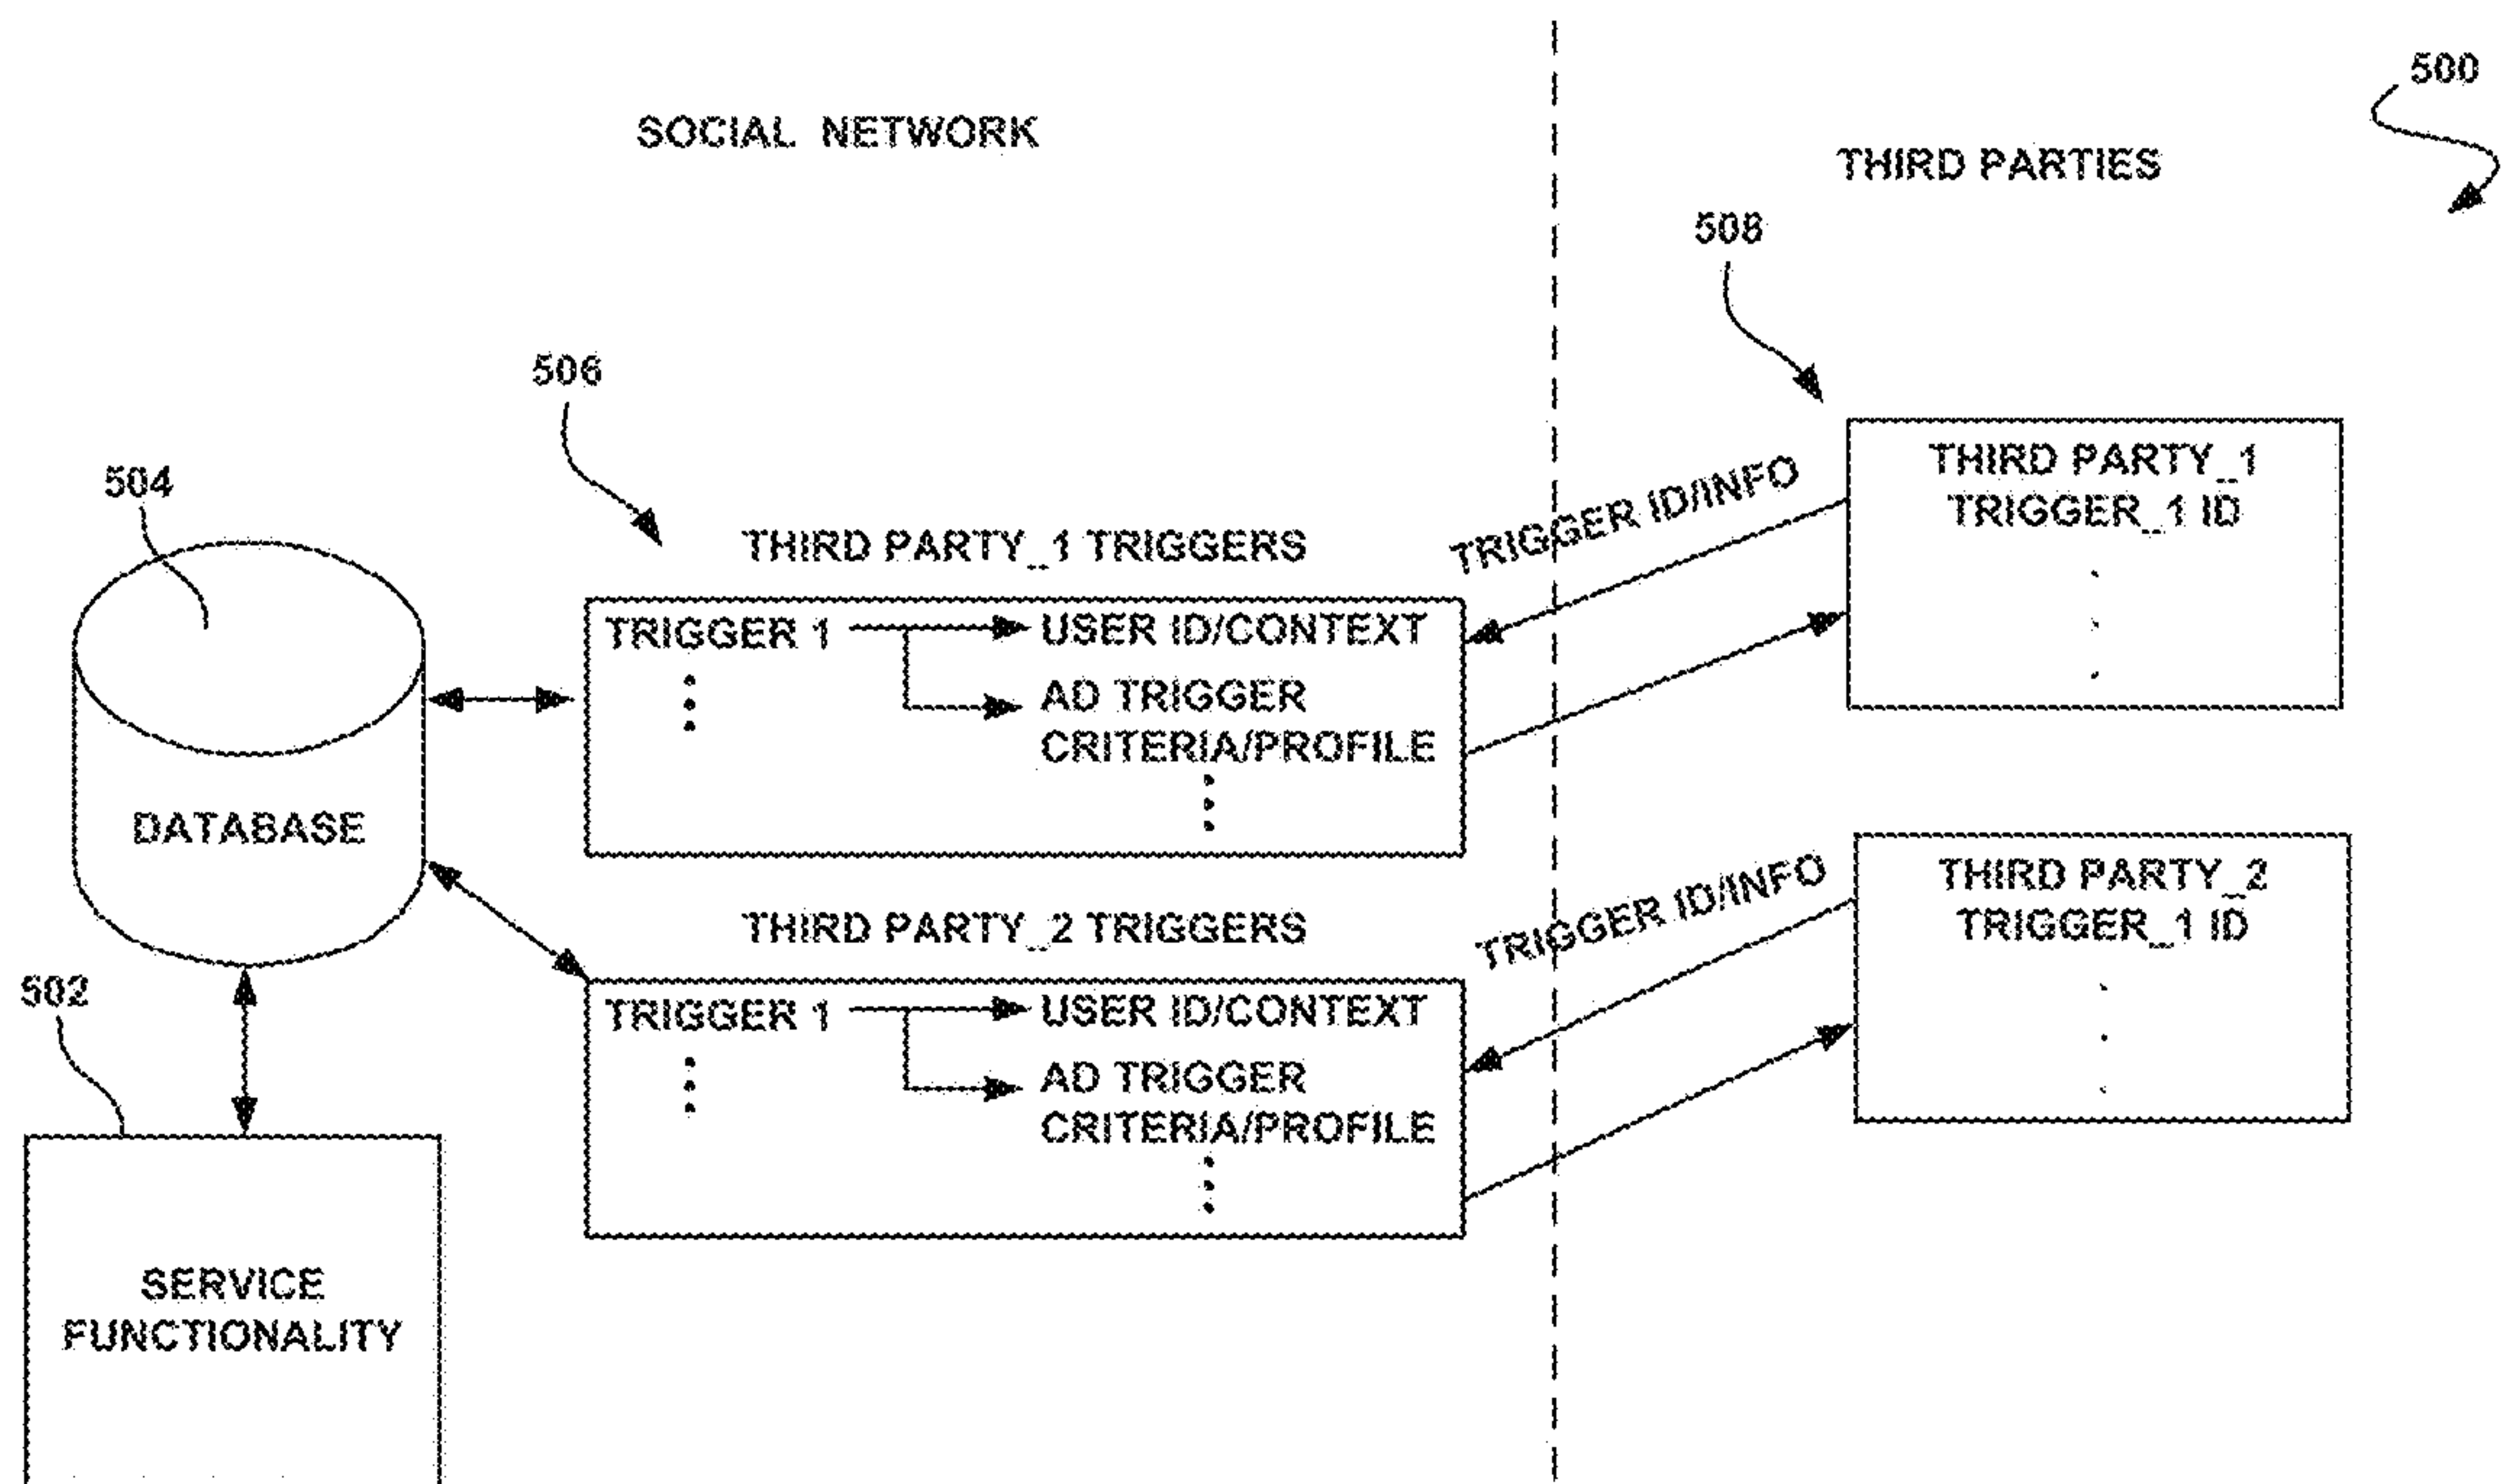 500
SOCIAL NETWORK
THIRD PARTIES
508
506
504
THIRD PARTY_1
TRIGGER_1 ID
TRIGGER ID/INFO
THIRD PARTY_1 TRIGGERS
TRIGGER 1
USER ID/CONTEXT
AD TRIGGER
CRITERIA/PROFILE
DATABASE
THIRD PARTY_2
TRIGGER_1 ID
TRIGGER ID/INFO
THIRD PARTY_2 TRIGGERS
502
TRIGGER 1
USER ID/CONTEXT
AD TRIGGER
CRITERIA/PROFILE
SERVICE
FUNCTIONALITY